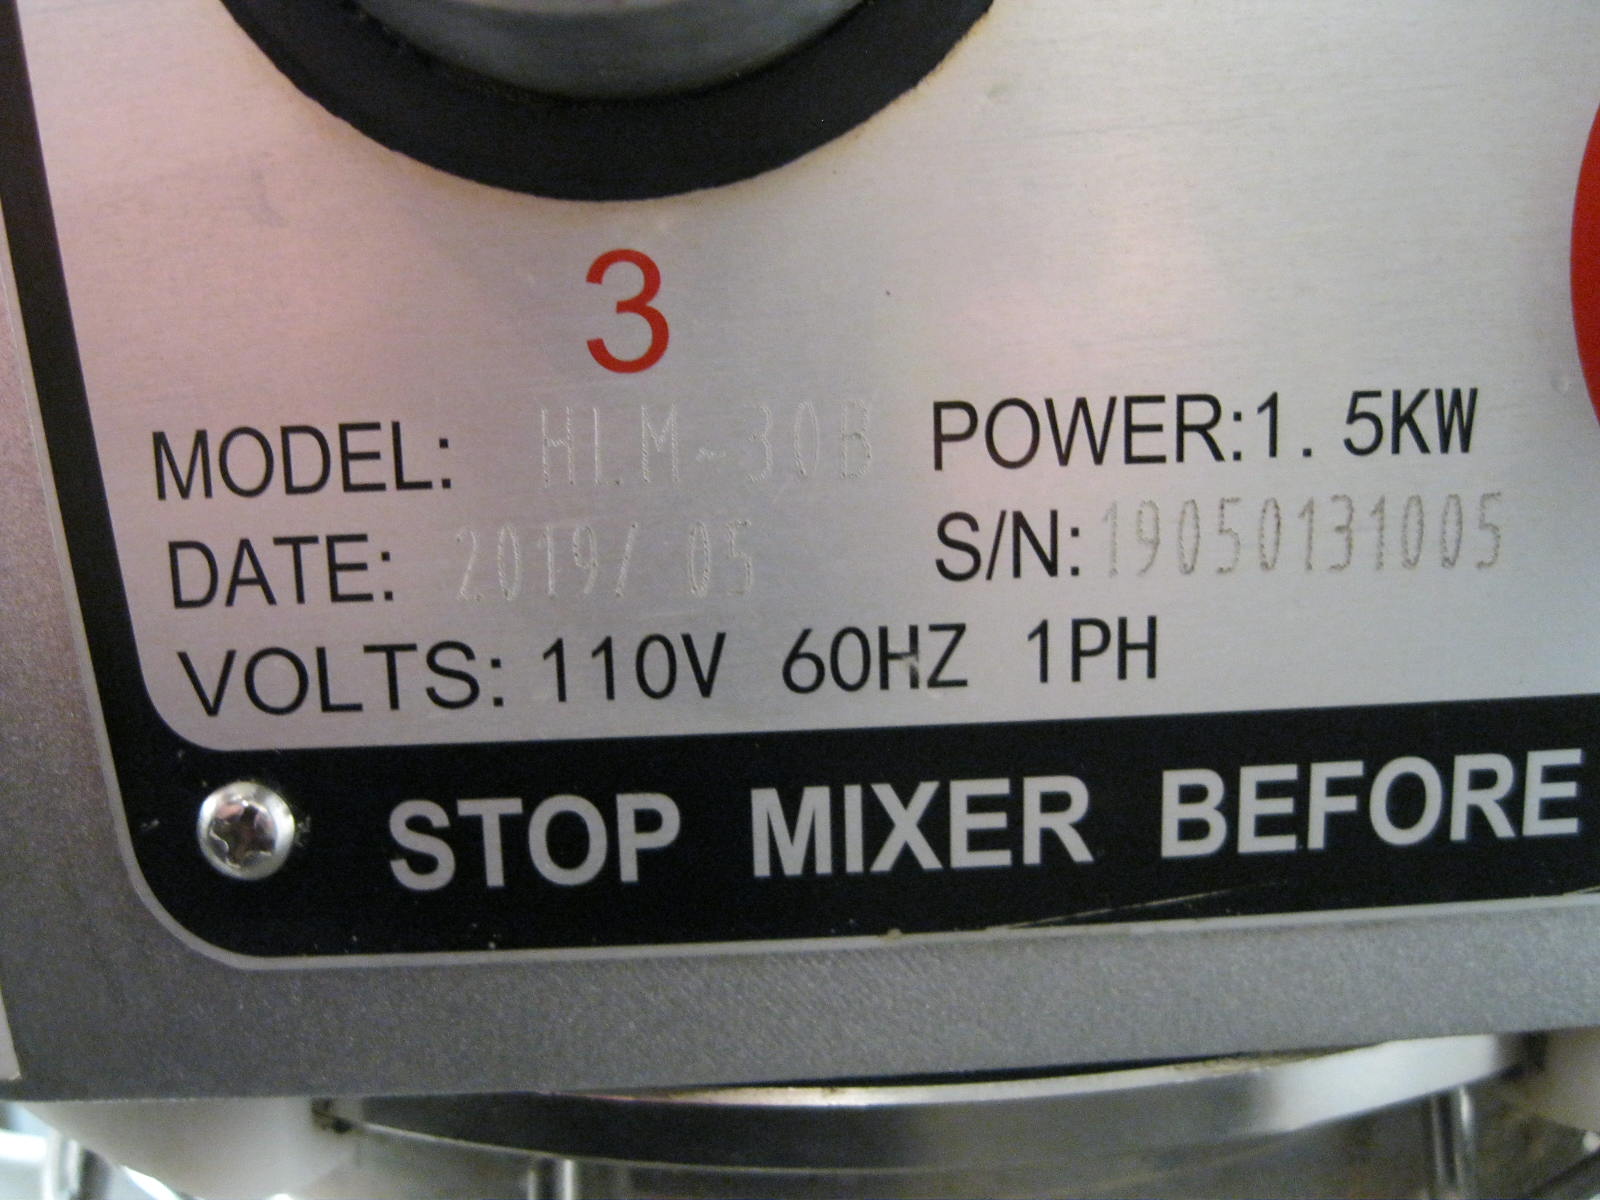 3
MODEL: HLM-30B POWER:1.5KW
DATE: 2019/05 S/N:19050131005
VOLTS: 110V 60HZ 1PH
STOP MIXER BEFORE